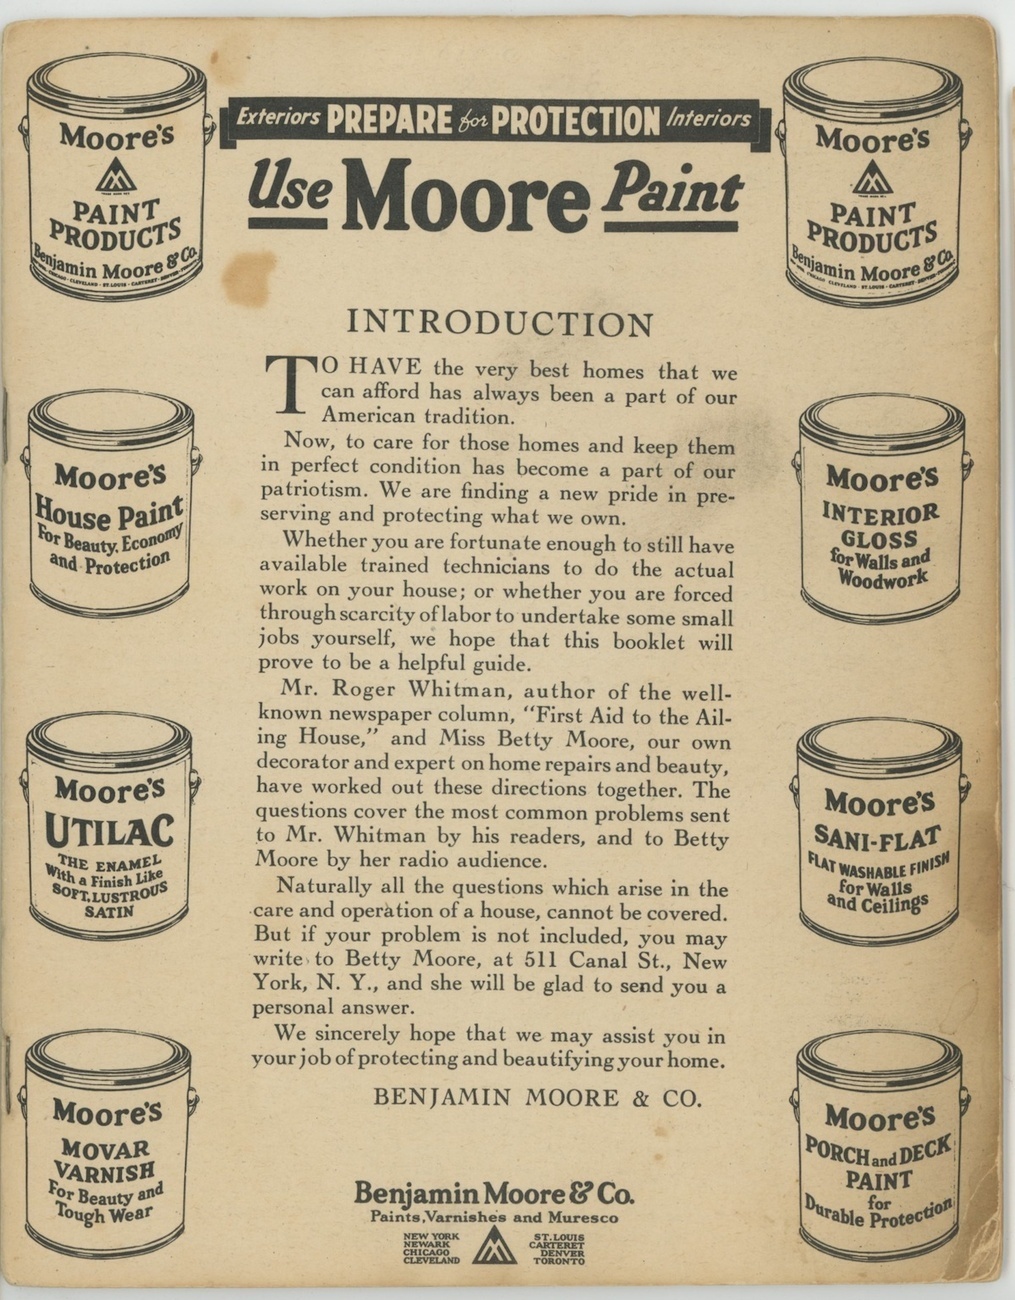 Exteriors PREPARE for PROTECTION Interiors
Use Moore Paint
Moore's
PAINT
PRODUCTS
Benjamin Moore & Co.
Moore's
PAINT
PRODUCTS
Benjamin Moore & Co.
INTRODUCTION
TO HAVE the very best homes that we
can afford has always been a part of our
American tradition.
Now, to care for those homes and keep them
in perfect condition has become a part of our
patriotism. We are finding a new pride in pre-
serving and protecting what we own.
Whether you are fortunate enough to still have
available trained technicians to do the actual
work on your house; or whether you are forced
through scarcity of labor to undertake some small
jobs yourself, we hope that this booklet will
prove to be a helpful guide.
Mr. Roger Whitman, author of the well-
known newspaper column, "First Aid to the Ail-
ing House," and Miss Betty Moore, our own
decorator and expert on home repairs and beauty,
have worked out these directions together. The
questions cover the most common problems sent
to Mr. Whitman by his readers, and to Betty
Moore by her radio audience.
Naturally all the questions which arise in the
care and operation of a house, cannot be covered.
But if your problem is not included, you may
write to Betty Moore, at 511 Canal St., New
York, N. Y., and she will be glad to send you a
personal answer.
We sincerely hope that we may assist you in
your job of protecting and beautifying your home.
BENJAMIN MOORE & CO.
Moore's
House Paint
For Beauty, Economy
and Protection
Moore's
INTERIOR
GLOSS
for Walls and
Woodwork
Moore's
UTILAC
THE ENAMEL
With a Finish Like
SOFT, LUSTROUS
SATIN
Moore's
SANI-FLAT
FLAT WASHABLE FINISH
for Walls
and Ceilings
Moore's
MOVAR
VARNISH
For Beauty and
Tough Wear
Moore's
PORCH and DECK
PAINT
for
Durable Protection
Benjamin Moore & Co.
Paints, Varnishes and Muresco
NEW YORK
NEWARK
CHICAGO
CLEVELAND
ST. LOUIS
CARTERET
DENVER
TORONTO